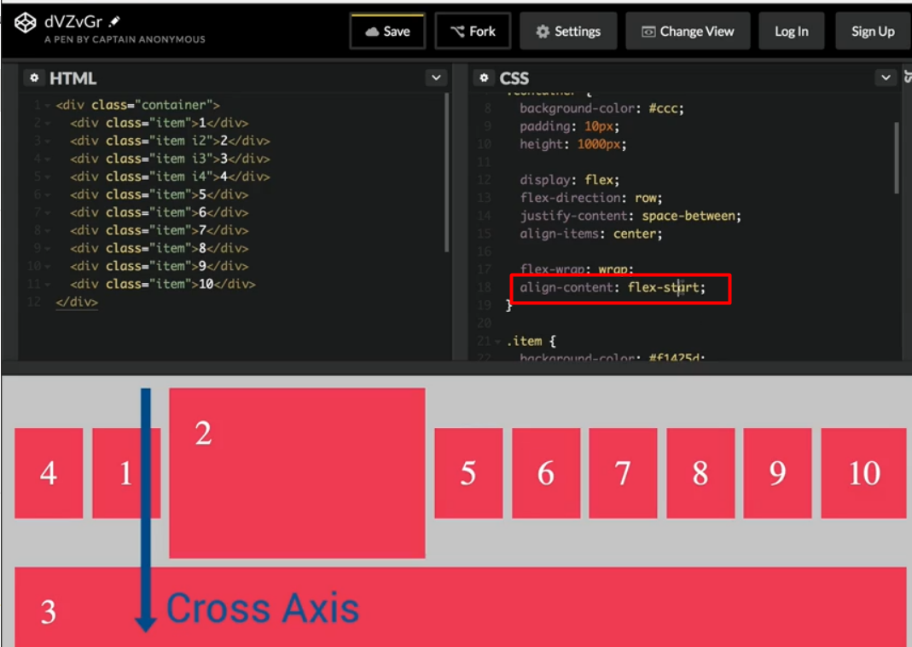 dVZvGr
A PEN BY CAPTAIN ANONYMOUS
Save
Fork
Settings
Change View
Log In
Sign Up
HTML
1 <div class="container">
2 <div class="item">1</div>
3 <div class="item i2">2</div>
4 <div class="item i3">3</div>
5 <div class="item i4">4</div>
6 <div class="item">5</div>
7 <div class="item">6</div>
8 <div class="item">7</div>
9 <div class="item">8</div>
10 <div class="item">9</div>
11 <div class="item">10</div>
12 </div>
CSS
JS
.container {
8 background-color: #ccc;
9 padding: 10px;
10 height: 1000px;
11
12 display: flex;
13 flex-direction: row;
14 justify-content: space-between;
15 align-items: center;
16
17 flex-wrap: wrap;
18 align-content: flex-start;
19 }
20
21 .item {
22 background-color: #f1425d;
4 1 2 5 6 7 8 9 10
3
Cross Axis